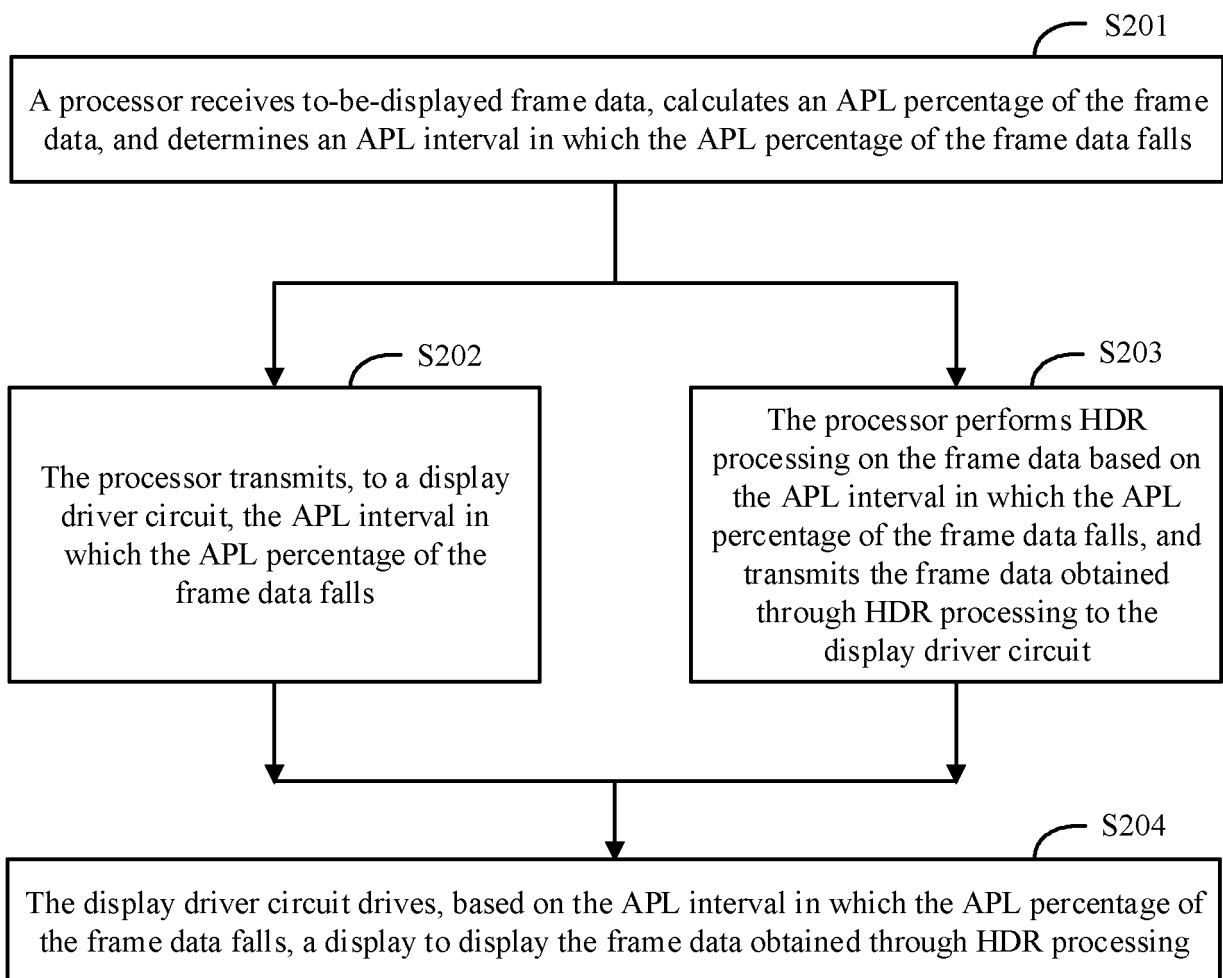 S201
A processor receives to-be-displayed frame data, calculates an APL percentage of the frame
data, and determines an APL interval in which the APL percentage of the frame data falls
S202
The processor transmits, to a display
driver circuit, the APL interval in
which the APL percentage of the
frame data falls
S203
The processor performs HDR
processing on the frame data based on
the APL interval in which the APL
percentage of the frame data falls, and
transmits the frame data obtained
through HDR processing to the
display driver circuit
S204
The display driver circuit drives, based on the APL interval in which the APL percentage of
the frame data falls, a display to display the frame data obtained through HDR processing